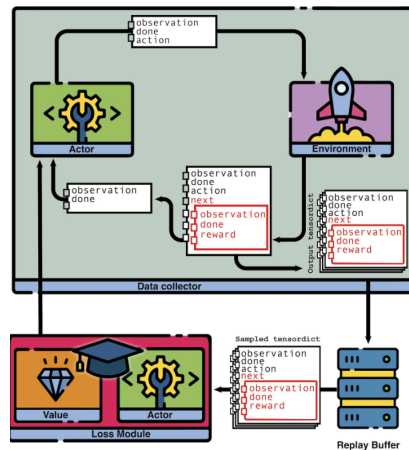 observation
done
action
Actor
Environment
observation
done
observation
done
action
next
observation
done
reward
Output tensordict
observation
done
action
next
observation
done
reward
Data collector
Sampled tensordict
observation
done
action
next
observation
done
reward
Value
Actor
Loss Module
Replay Buffer